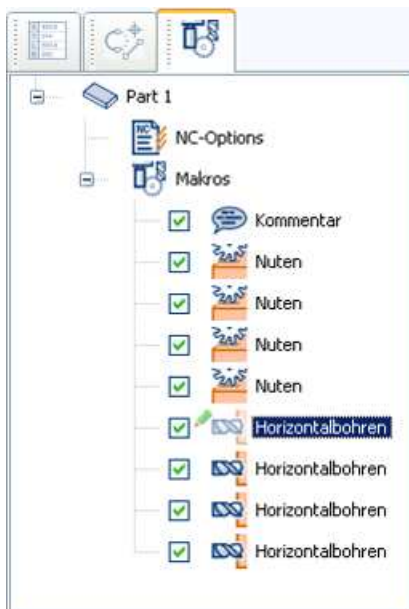 Part 1
NC-Options
Makros
Kommentar
Nuten
Nuten
Nuten
Nuten
Horizontalbohren
Horizontalbohren
Horizontalbohren
Horizontalbohren